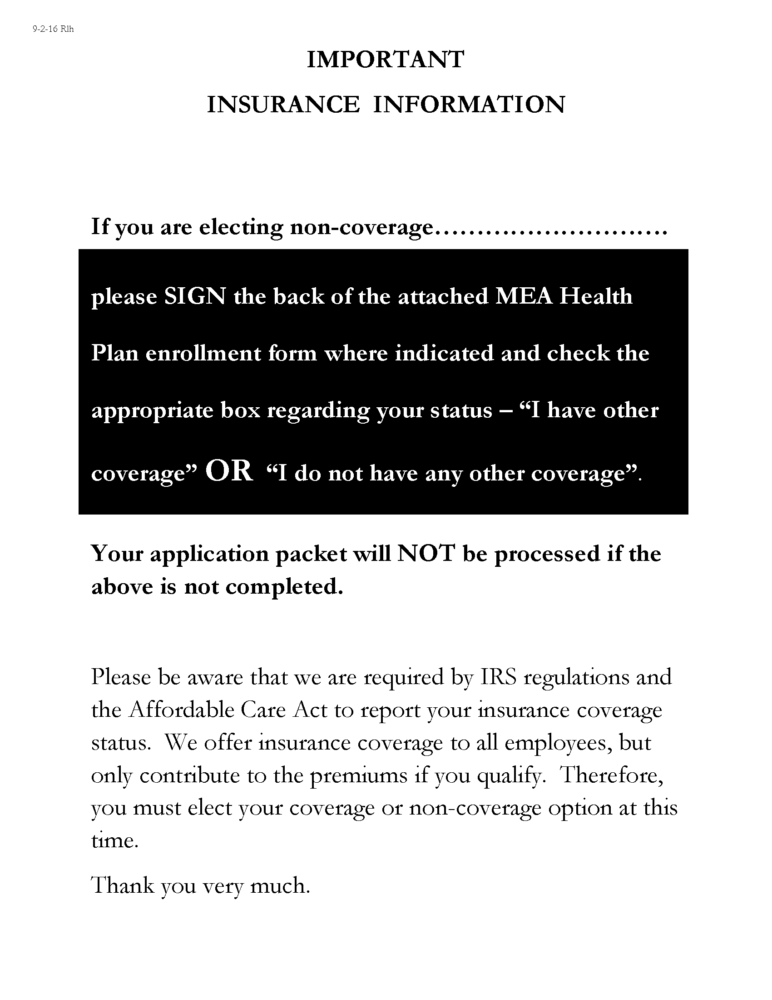 9-2-16 Rlh
IMPORTANT
INSURANCE  INFORMATION
If you are electing non-coverage………………………
please SIGN the back of the attached MEA Health
Plan enrollment form where indicated and check the
appropriate box regarding your status – “I have other
coverage” OR  “I do not have any other coverage”.
Your application packet will NOT be processed if the
above is not completed.
Please be aware that we are required by IRS regulations and
the Affordable Care Act to report your insurance coverage
status.  We offer insurance coverage to all employees, but
only contribute to the premiums if you qualify.  Therefore,
you must elect your coverage or non-coverage option at this
time.
Thank you very much.